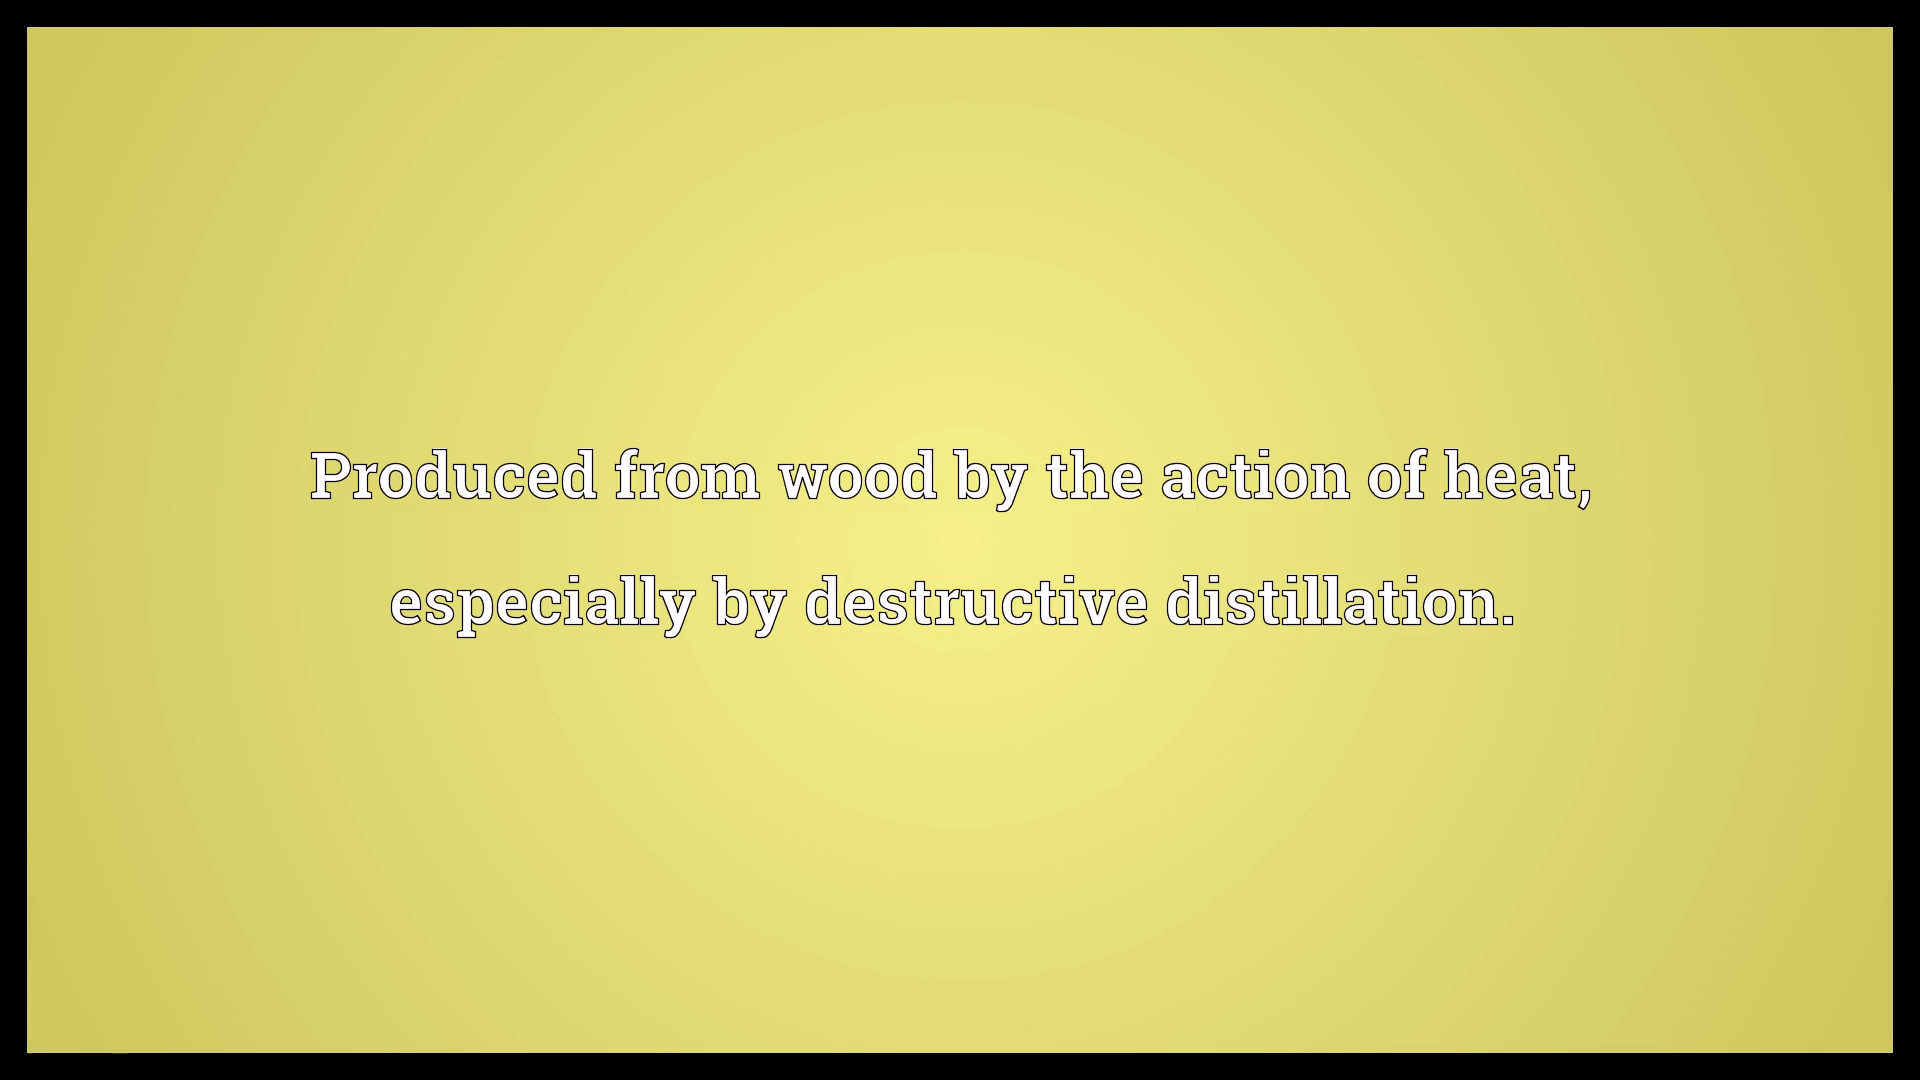 Produced from wood by the action of heat,
especially by destructive distillation.